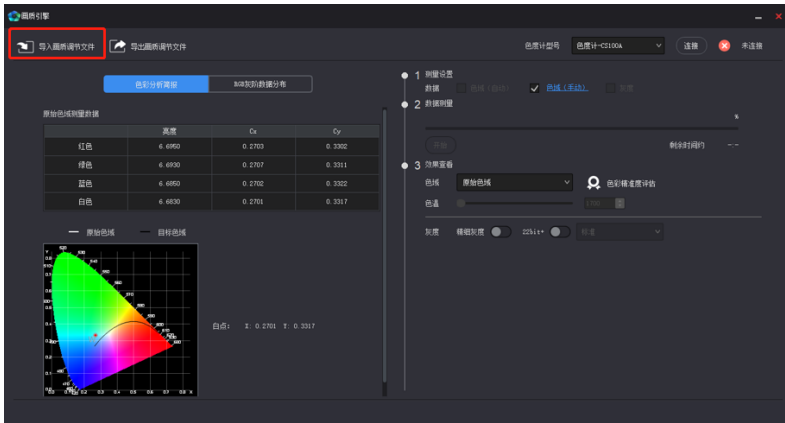 画质引擎
导入画质调节文件
导出画质调节文件
色度计型号 色度计-CS100A 连接 未连接
色彩分析简报 RGB灰阶数据分布
原始色域测量数据
亮度 Cx Cy
红色 6.6950 0.2703 0.3302
绿色 6.6930 0.2707 0.3311
蓝色 6.6850 0.2702 0.3322
白色 6.6830 0.2701 0.3317
原始色域 目标色域
白点: X: 0.2701 Y: 0.3317
1 测量设置
数据 色域(自动) 色域(手动) 灰度
2 数据测量
%
开始 剩余时间约 --
3 效果查看
色域 原始色域 色彩精准度评估
色温 1700
灰度 精细灰度 22bit+ 标准